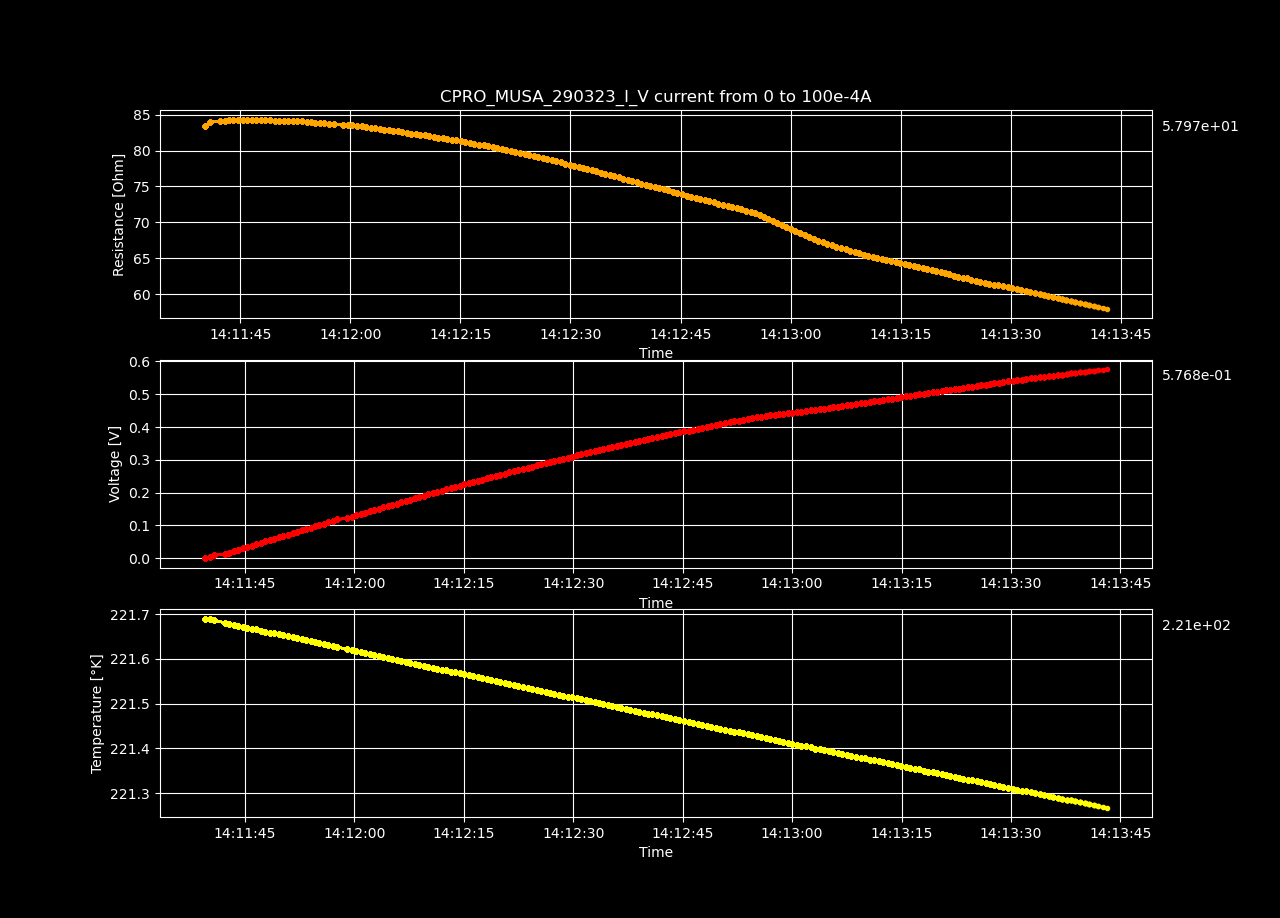 CPRO_MUSA_290323_I_V current from 0 to 100e-4A
85
80
75
70
65
60
Resistance [Ohm]
5.797e+01
14:11:45 14:12:00 14:12:15 14:12:30 14:12:45 14:13:00 14:13:15 14:13:30 14:13:45
Time
0.6
0.5
0.4
0.3
0.2
0.1
0.0
Voltage [V]
5.768e-01
14:11:45 14:12:00 14:12:15 14:12:30 14:12:45 14:13:00 14:13:15 14:13:30 14:13:45
Time
221.7
221.6
221.5
221.4
221.3
Temperature [°K]
2.21e+02
14:11:45 14:12:00 14:12:15 14:12:30 14:12:45 14:13:00 14:13:15 14:13:30 14:13:45
Time